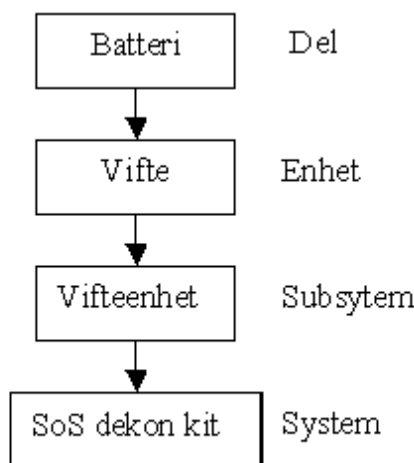 Batteri Del
Vifte Enhet
Vifteenhet Subsytem
SoS dekon kit System